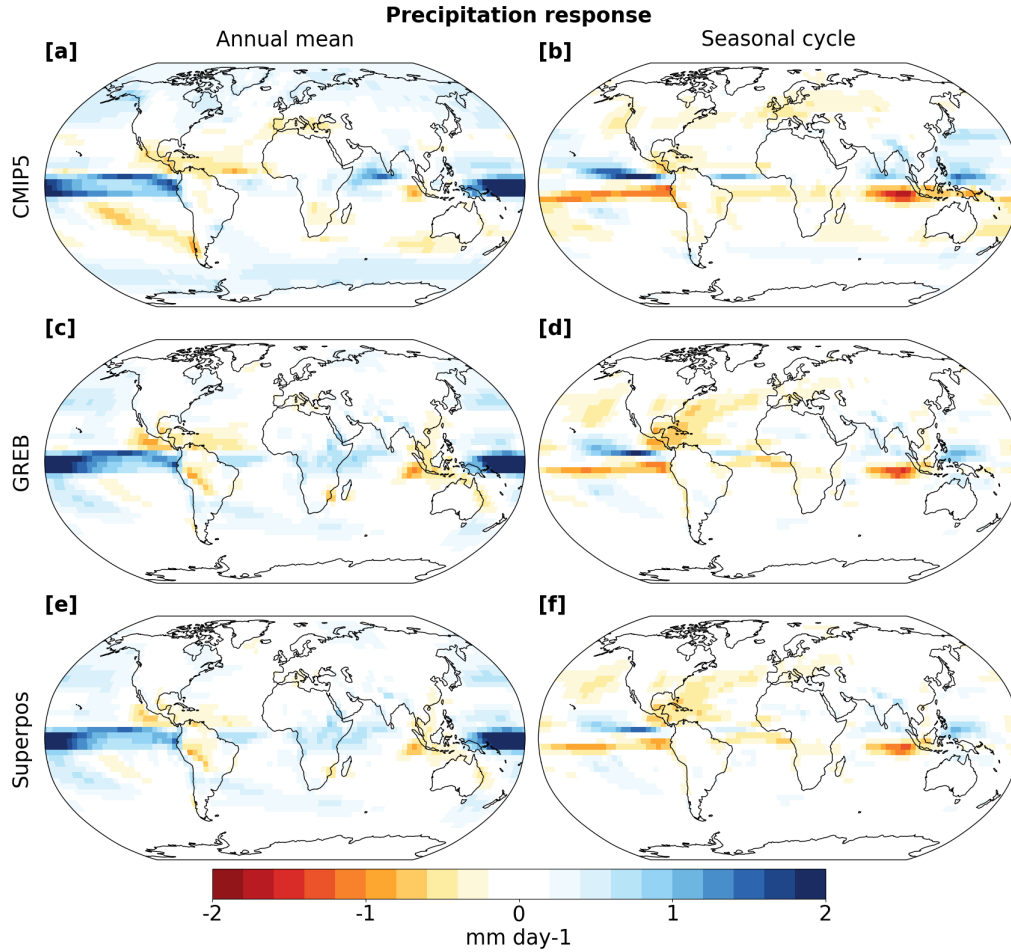 Precipitation response
Annual mean
Seasonal cycle
[a]
[b]
CMIP5
[c]
[d]
GREB
[e]
[f]
Superpos
-2
-1
0
1
2
mm day-1